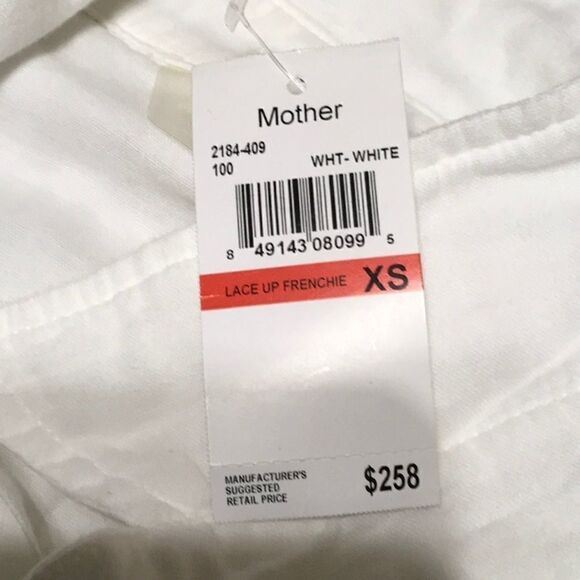 Mother
2184-409
100 WHT- WHITE
8 49143 08099 5
LACE UP FRENCHIE XS
MANUFACTURER'S
SUGGESTED
RETAIL PRICE $258